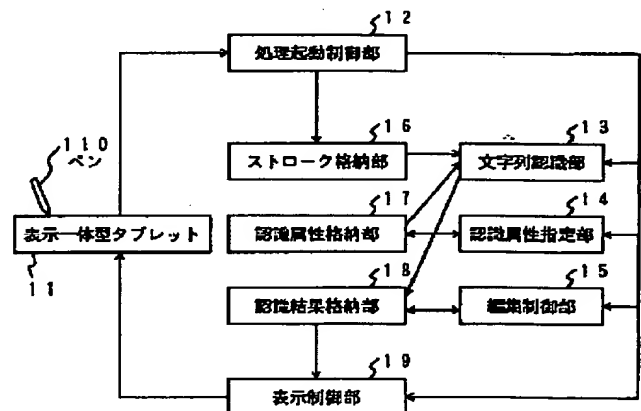 12
処理起動制御部
16
ストローク格納部
13
文字列認識部
110
ペン
17
認識属性格納部
14
認識属性指定部
表示一体型タブレット
11
18
認識結果格納部
15
編集制御部
19
表示制御部